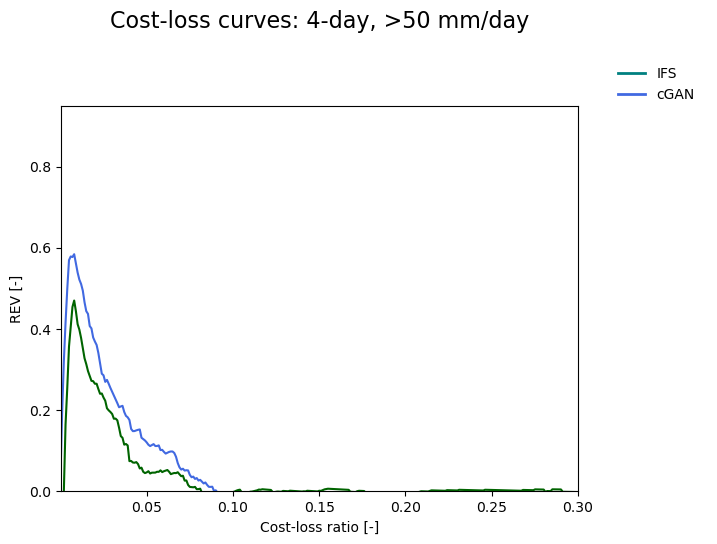 Cost-loss curves: 4-day, >50 mm/day
IFS
cGAN
0.8
0.6
0.4
0.2
0.0
REV [-]
0.05 0.10 0.15 0.20 0.25 0.30
Cost-loss ratio [-]